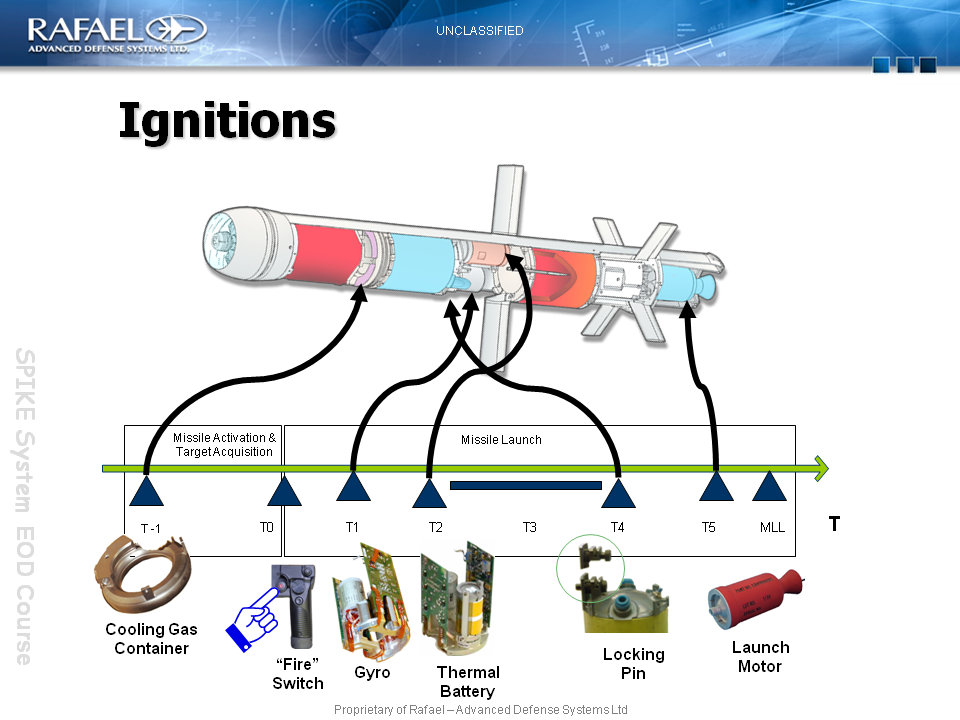 RAFAEL
ADVANCED DEFENSE SYSTEMS LTD.
UNCLASSIFIED
Ignitions
SPIKE System EOD Course
Missile Activation &
Target Acquisition
Missile Launch
T -1
T0
T1
T2
T3
T4
T5
MLL
T
Cooling Gas
Container
“Fire”
Switch
Gyro
Thermal
Battery
Locking
Pin
Launch
Motor
Proprietary of Rafael – Advanced Defense Systems Ltd